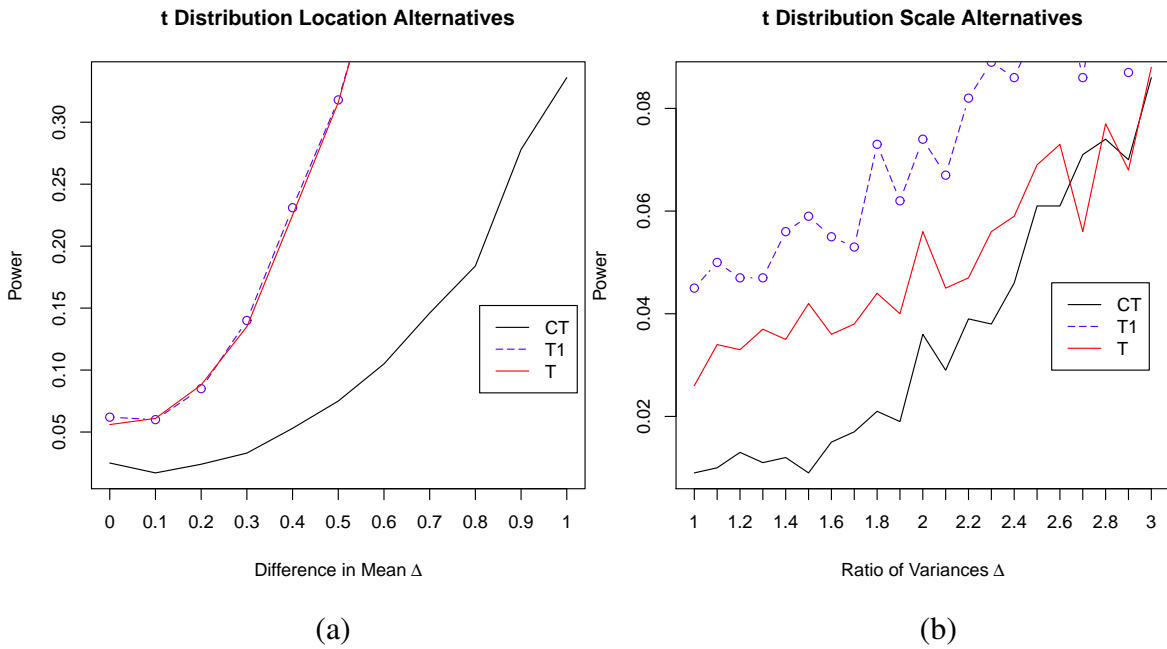 t Distribution Location Alternatives
Power
0.05
0.10
0.15
0.20
0.25
0.30
CT
T1
T
0 0.1 0.2 0.3 0.4 0.5 0.6 0.7 0.8 0.9 1
Difference in Mean Δ
(a)
t Distribution Scale Alternatives
Power
0.02
0.04
0.06
0.08
CT
T1
T
1 1.2 1.4 1.6 1.8 2 2.2 2.4 2.6 2.8 3
Ratio of Variances Δ
(b)